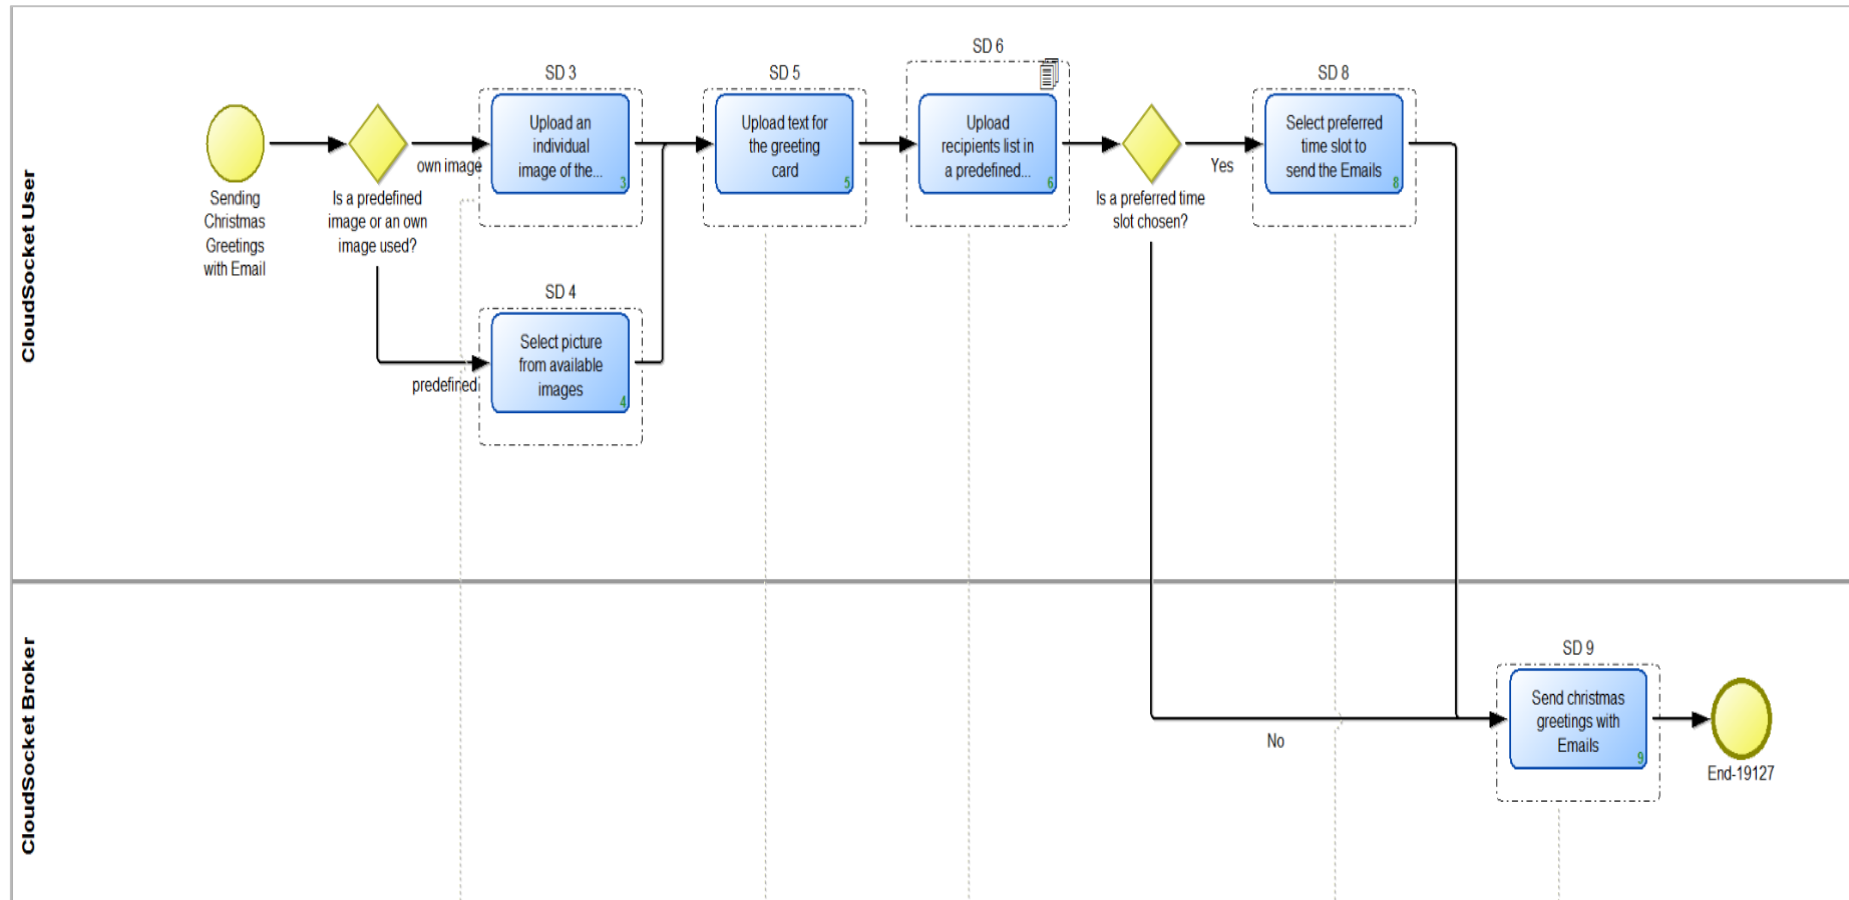 CloudSocket User
Sending
Christmas
Greetings
with Email
Is a predefined
image or an own
image used?
own image
predefined
SD 3
Upload an
individual
image of the...
3
SD 4
Select picture
from available
images
4
SD 5
Upload text for
the greeting
card
5
SD 6
Upload
recipients list in
a predefined...
6
Is a preferred time
slot chosen?
Yes
No
SD 8
Select preferred
time slot to
send the Emails
8
CloudSocket Broker
SD 9
Send christmas
greetings with
Emails
9
End-19127